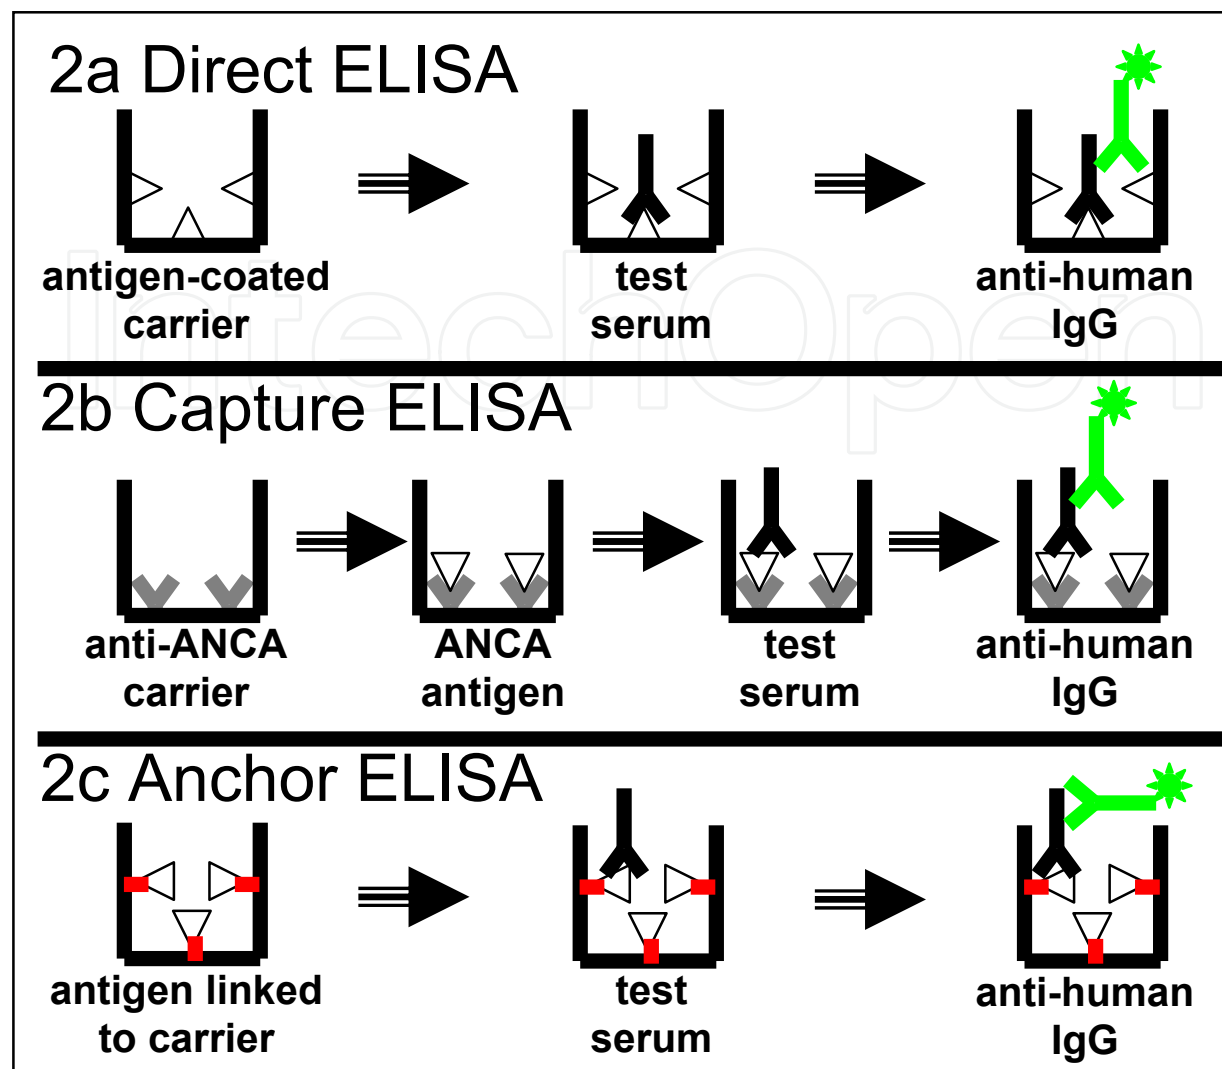 2a Direct ELISA
antigen-coated
carrier
test
serum
anti-human
IgG
2b Capture ELISA
anti-ANCA
carrier
ANCA
antigen
test
serum
anti-human
IgG
2c Anchor ELISA
antigen linked
to carrier
test
serum
anti-human
IgG
IntechOpen